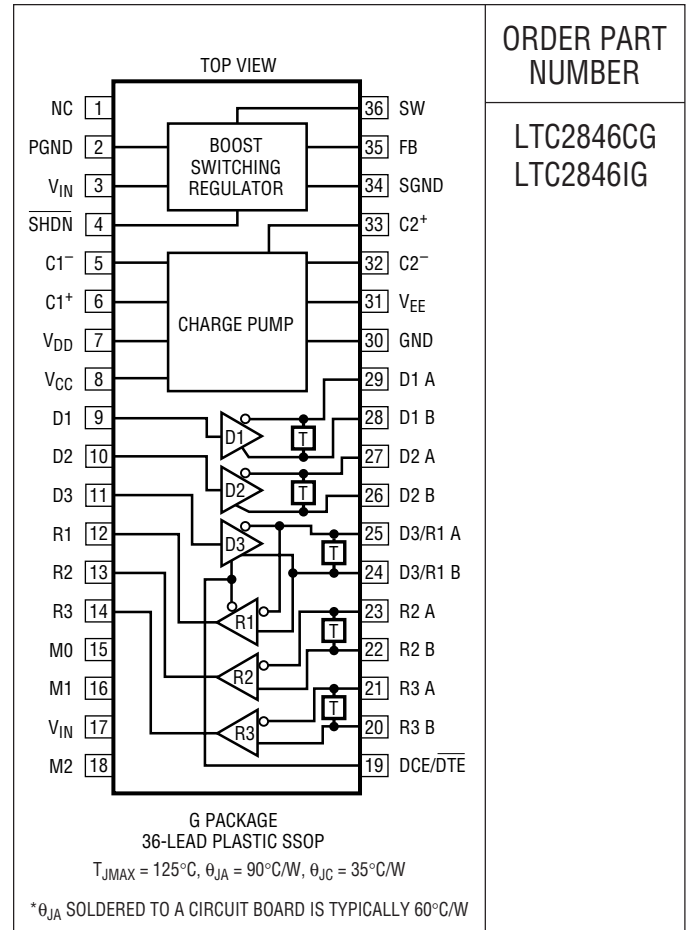 TOP VIEW
ORDER PART
NUMBER
LTC2846CG
LTC2846IG
NC 1
PGND 2
VIN 3
SHDN 4
C1– 5
C1+ 6
VDD 7
VCC 8
D1 9
D2 10
D3 11
R1 12
R2 13
R3 14
M0 15
M1 16
VIN 17
M2 18
BOOST
SWITCHING
REGULATOR
CHARGE PUMP
D1
T
D2
T
D3
T
R1
T
R2
T
R3
36 SW
35 FB
34 SGND
33 C2+
32 C2–
31 VEE
30 GND
29 D1 A
28 D1 B
27 D2 A
26 D2 B
25 D3/R1 A
24 D3/R1 B
23 R2 A
22 R2 B
21 R3 A
20 R3 B
19 DCE/DTE
G PACKAGE
36-LEAD PLASTIC SSOP
TJMAX = 125°C, θJA = 90°C/W, θJC = 35°C/W
*θJA SOLDERED TO A CIRCUIT BOARD IS TYPICALLY 60°C/W